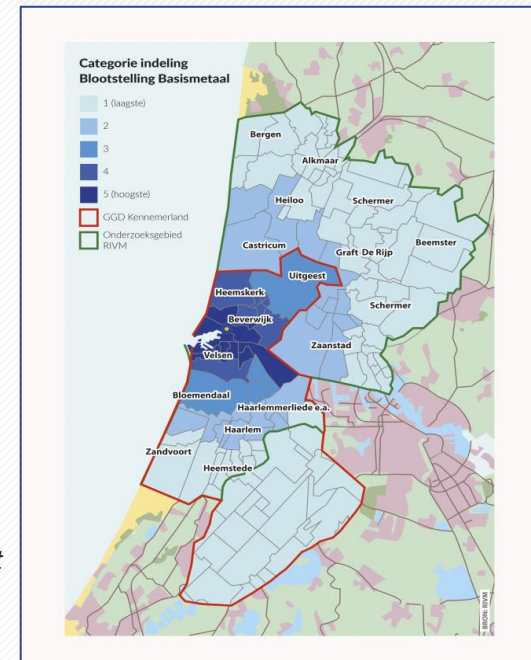 Categorie indeling
Blootstelling Basismetaal
1 (laagste)
2
3
4
5 (hoogste)
GGD Kennemerland
Onderzoeksgebied
RIVM
Bergen
Alkmaar
Heiloo
Schermer
Castricum
Graft-De Rijp
Beemster
Uitgeest
Heemskerk
Schermer
Beverwijk
Zaanstad
Velsen
Bloemendaal
Haarlemmerliede e.a.
Haarlem
Zandvoort
Heemstede
BRON: RIVM